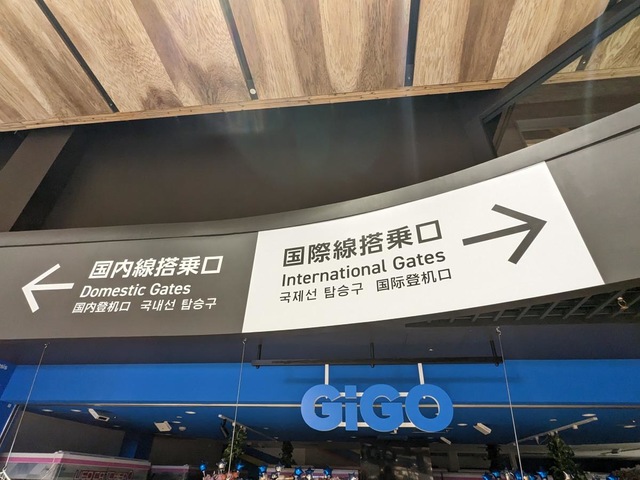 国内線搭乗口
Domestic Gates
国内登机口 국내선 탑승구
国際線搭乗口
International Gates
국제선 탑승구 国际登机口
GiGO